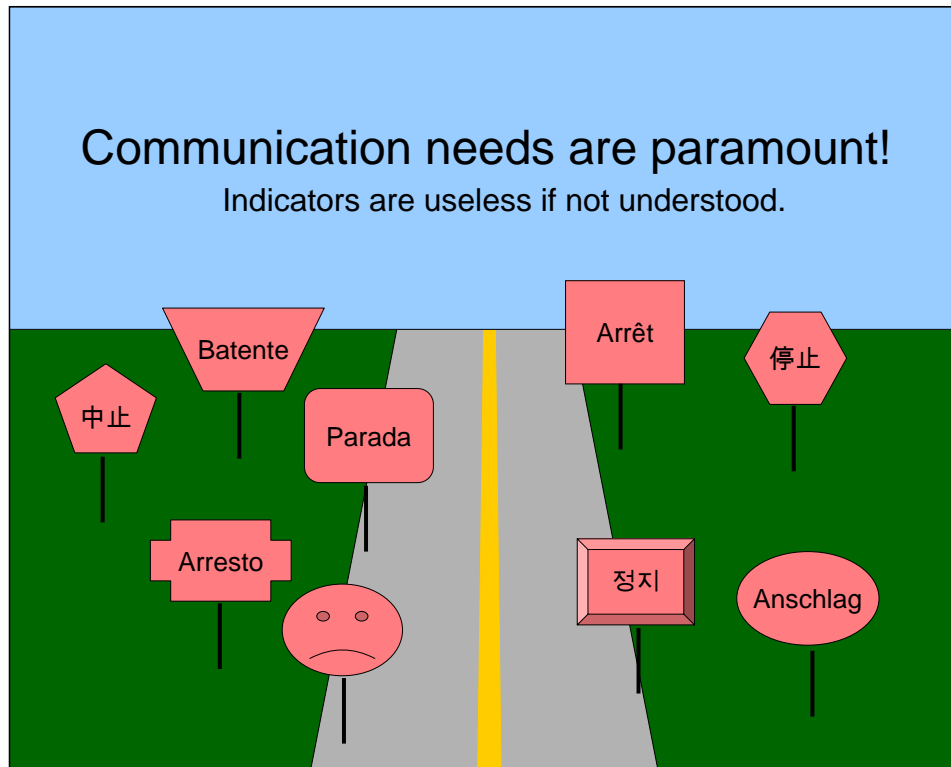 Communication needs are paramount!
Indicators are useless if not understood.
Batente
Arrêt
停止
中止
Parada
Arresto
정지
Anschlag